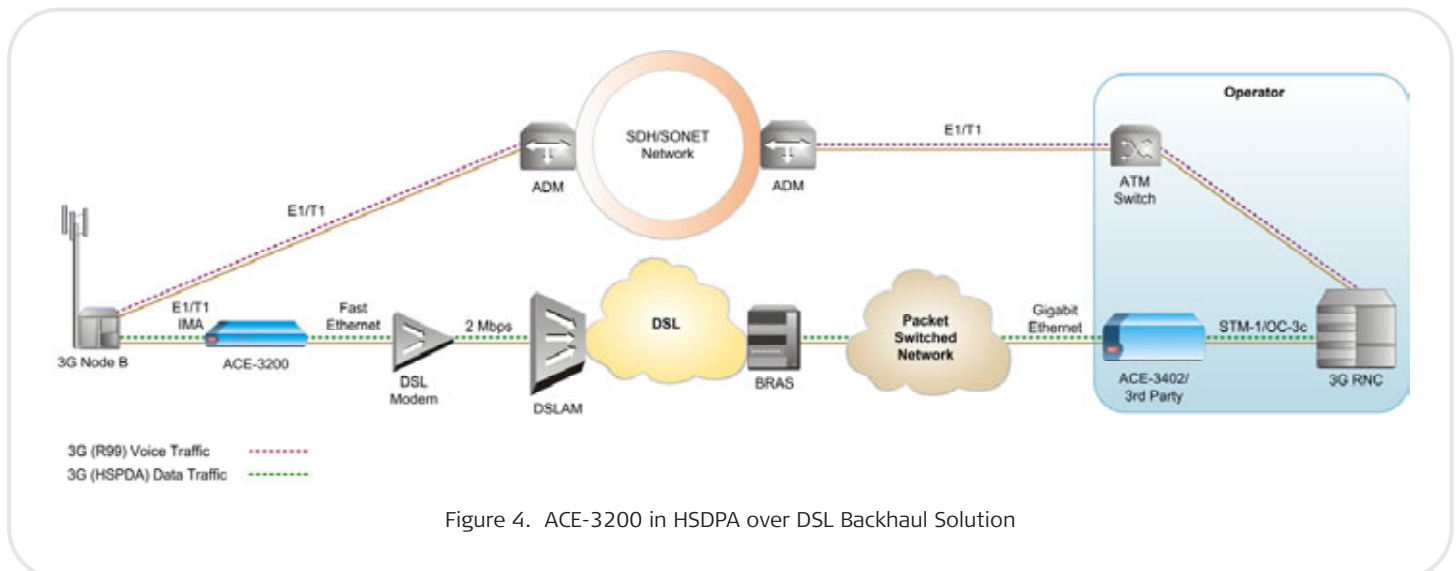 Operator
SDH/SONET
Network
E1/T1
ADM
ADM
ATM
Switch
E1/T1
E1/T1
IMA
Fast
Ethernet
2 Mbps
DSL
Packet
Switched
Network
Gigabit
Ethernet
STM-1/OC-3c
3G Node B
ACE-3200
DSL
Modem
DSLAM
BRAS
ACE-3402/
3rd Party
3G RNC
3G (R99) Voice Traffic
3G (HSPDA) Data Traffic
Figure 4. ACE-3200 in HSDPA over DSL Backhaul Solution